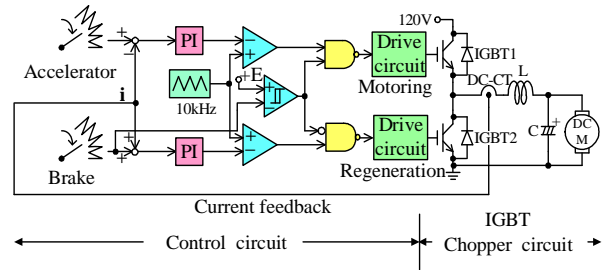 120V
PI
Drive
circuit
IGBT1
Accelerator
Motoring
DC-CT
L
+E
i
10kHz
C
+
DC
M
PI
Drive
circuit
IGBT2
Brake
Regeneration
Current feedback
IGBT
Control circuit
Chopper circuit